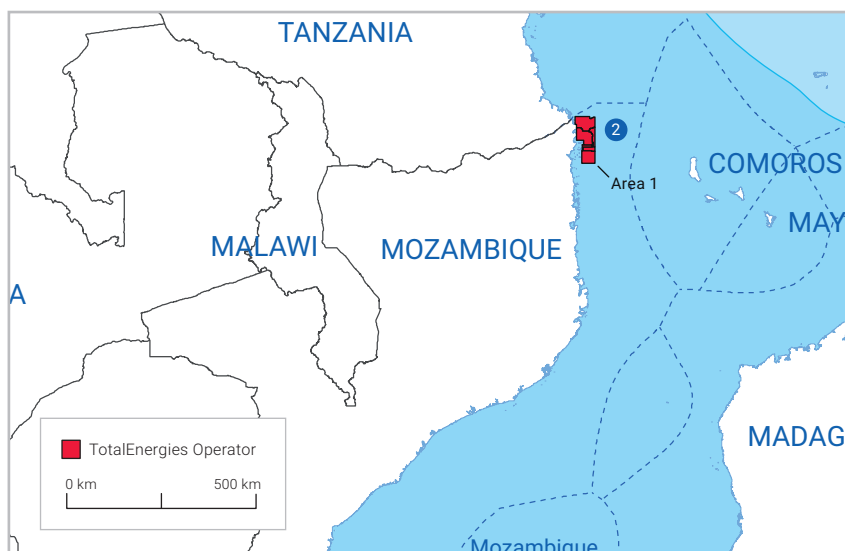 TANZANIA
2
COMOROS
Area 1
MAY
MALAWI
MOZAMBIQUE
A
MADAG
TotalEnergies Operator
0 km 500 km
Mozambique